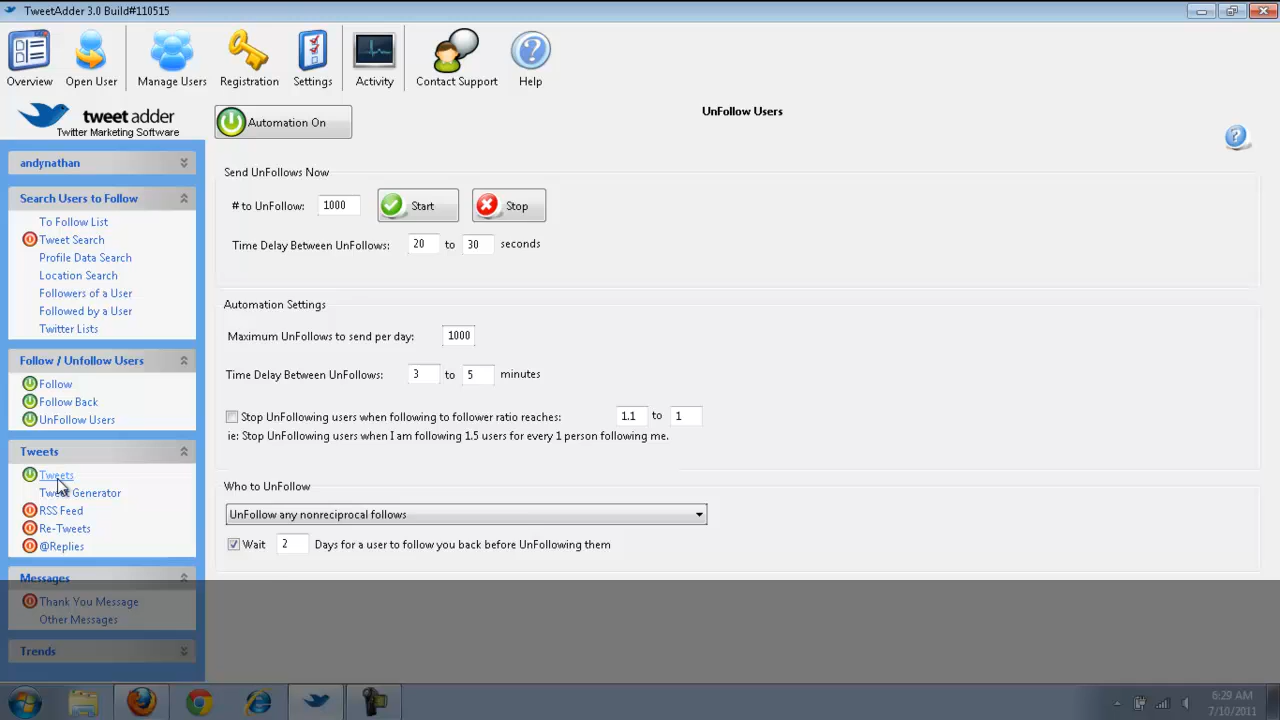 TweetAdder 3.0 Build#110515
Overview
Open User
Manage Users
Registration
Settings
Activity
Contact Support
Help
tweet adder
Twitter Marketing Software
Automation On
UnFollow Users
andynathan
Search Users to Follow
To Follow List
Tweet Search
Profile Data Search
Location Search
Followers of a User
Followed by a User
Twitter Lists
Follow / Unfollow Users
Follow
Follow Back
UnFollow Users
Tweets
Tweets
Tweet Generator
RSS Feed
Re-Tweets
@Replies
Messages
Thank You Message
Other Messages
Trends
Send UnFollows Now
# to UnFollow: 1000 Start Stop
Time Delay Between UnFollows: 20 to 30 seconds
Automation Settings
Maximum UnFollows to send per day: 1000
Time Delay Between UnFollows: 3 to 5 minutes
Stop UnFollowing users when following to follower ratio reaches: 1.1 to 1
ie: Stop UnFollowing users when I am following 1.5 users for every 1 person following me.
Who to UnFollow
UnFollow any nonreciprocal follows
Wait 2 Days for a user to follow you back before UnFollowing them
6:29 AM
7/10/2011